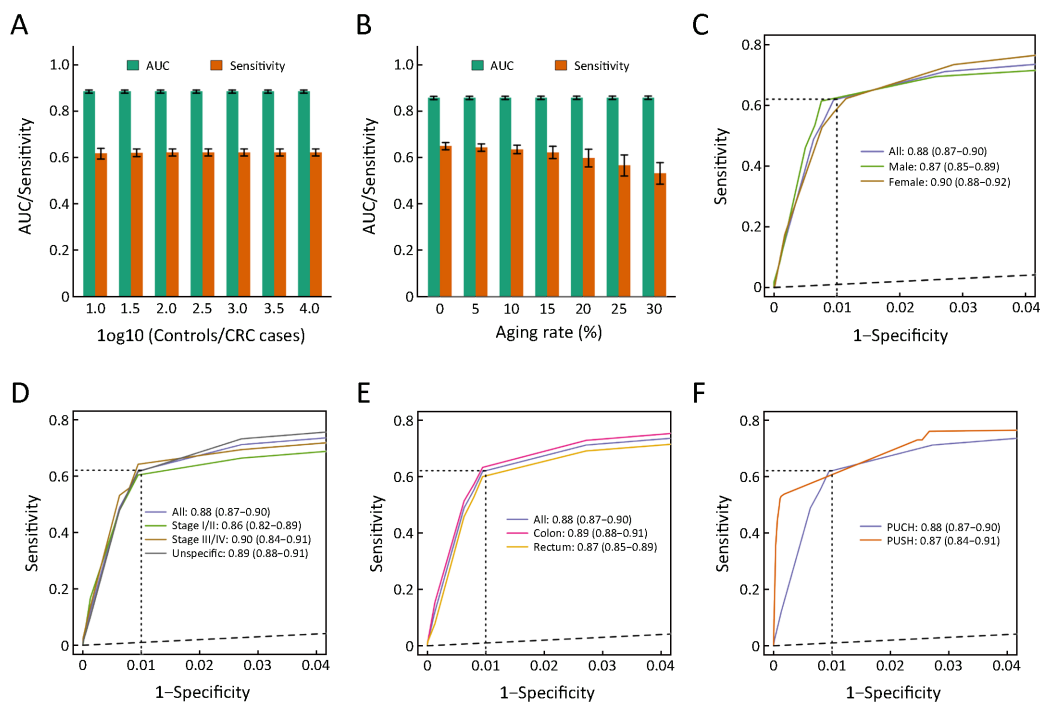 A
AUC/Sensitivity
1.0
0.8
0.6
0.4
0.2
0
AUC
Sensitivity
1.0 1.5 2.0 2.5 3.0 3.5 4.0
1og10 (Controls/CRC cases)
B
AUC/Sensitivity
1.0
0.8
0.6
0.4
0.2
0
AUC
Sensitivity
0 5 10 15 20 25 30
Aging rate (%)
C
Sensitivity
0.8
0.6
0.4
0.2
0
All: 0.88 (0.87–0.90)
Male: 0.87 (0.85–0.89)
Female: 0.90 (0.88–0.92)
0 0.01 0.02 0.03 0.04
1–Specificity
D
Sensitivity
0.8
0.6
0.4
0.2
0
All: 0.88 (0.87–0.90)
Stage I/II: 0.86 (0.82–0.89)
Stage III/IV: 0.90 (0.84–0.91)
Unspecific: 0.89 (0.88–0.91)
0 0.01 0.02 0.03 0.04
1–Specificity
E
Sensitivity
0.8
0.6
0.4
0.2
0
All: 0.88 (0.87–0.90)
Colon: 0.89 (0.88–0.91)
Rectum: 0.87 (0.85–0.89)
0 0.01 0.02 0.03 0.04
1–Specificity
F
Sensitivity
0.8
0.6
0.4
0.2
0
PUCH: 0.88 (0.87–0.90)
PUSH: 0.87 (0.84–0.91)
0 0.01 0.02 0.03 0.04
1–Specificity